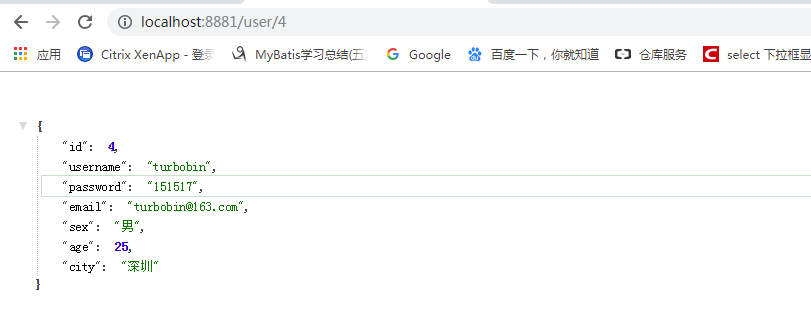 localhost:8881/user/4
应用 Citrix XenApp - 登录 MyBatis学习总结(五) Google 百度一下，你就知道 仓库服务 select 下拉框显
{
"id": 4,
"username": "turbobin",
"password": "151517",
"email": "turbobin@163.com",
"sex": "男",
"age": 25,
"city": "深圳"
}